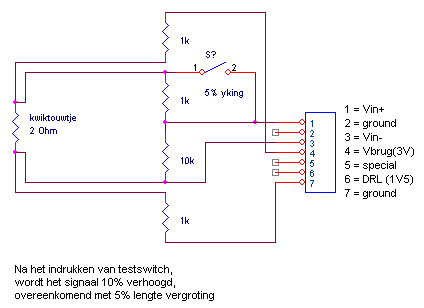 1k
S?
1
2
kwiktouwtje
2 Ohm
1k
5% yking
10k
1k
1
2
3
4
5
6
7
1 = Vin+
2 = ground
3 = Vin-
4 = Vbrug(3V)
5 = special
6 = DRL (1V5)
7 = ground
Na het indrukken van testswitch,
wordt het signaal 10% verhoogd,
overeenkomend met 5% lengte vergroting